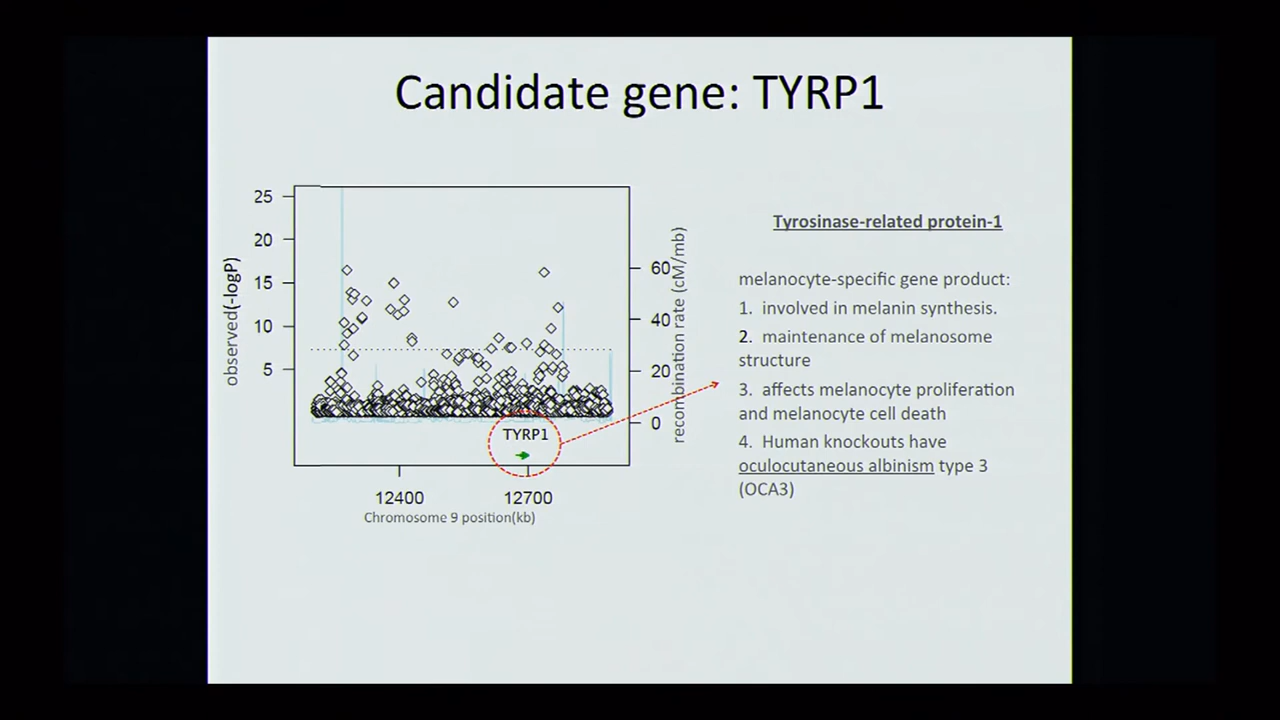 Candidate gene: TYRP1
25
20
15
10
5
observed(-logP)
60
40
20
0
recombination rate (cM/mb)
TYRP1
12400
12700
Chromosome 9 position(kb)
Tyrosinase-related protein-1
melanocyte-specific gene product:
1. involved in melanin synthesis.
2. maintenance of melanosome
structure
3. affects melanocyte proliferation
and melanocyte cell death
4. Human knockouts have
oculocutaneous albinism type 3
(OCA3)